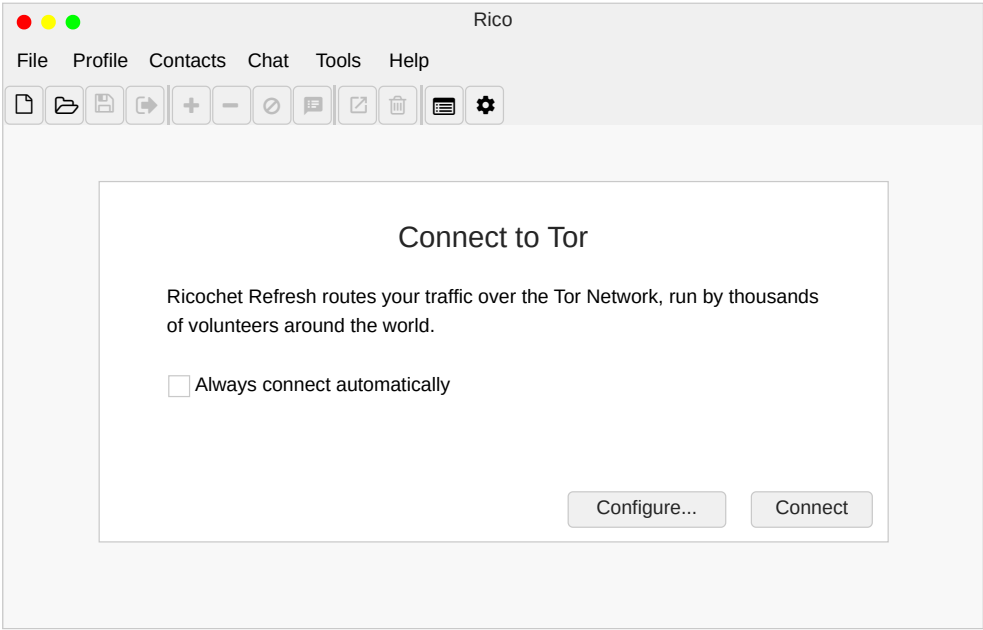 Rico
File Profile Contacts Chat Tools Help
Connect to Tor
Ricochet Refresh routes your traffic over the Tor Network, run by thousands
of volunteers around the world.
Always connect automatically
Configure... Connect